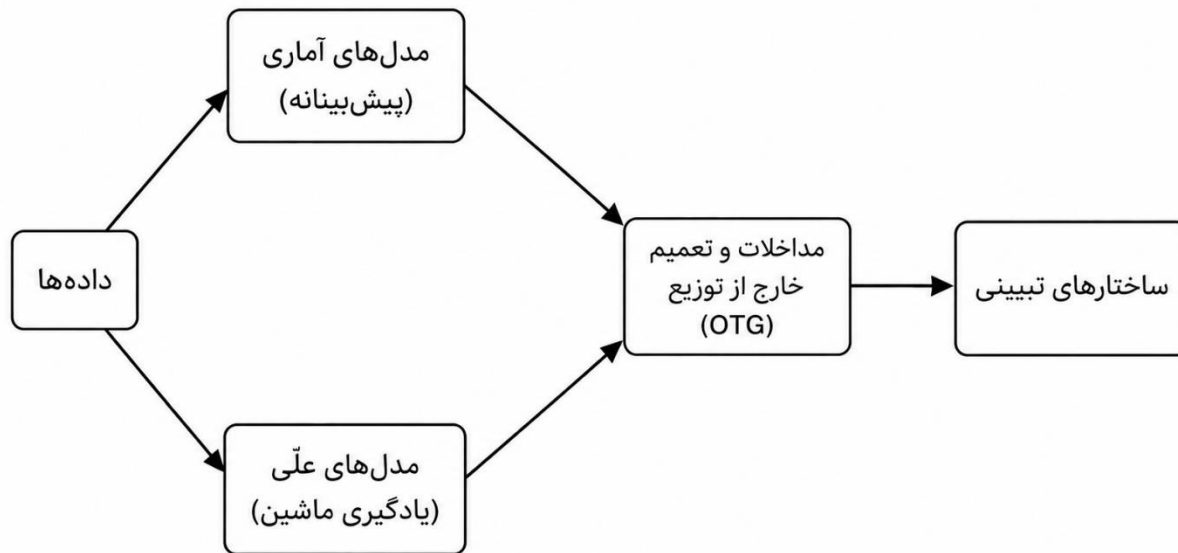 مدل‌های آماری
(پیش‌بینانه)
داده‌ها
مداخلات و تعمیم
خارج از توزیع
(OTG)
ساختارهای تبیینی
مدل‌های علّی
(یادگیری ماشین)